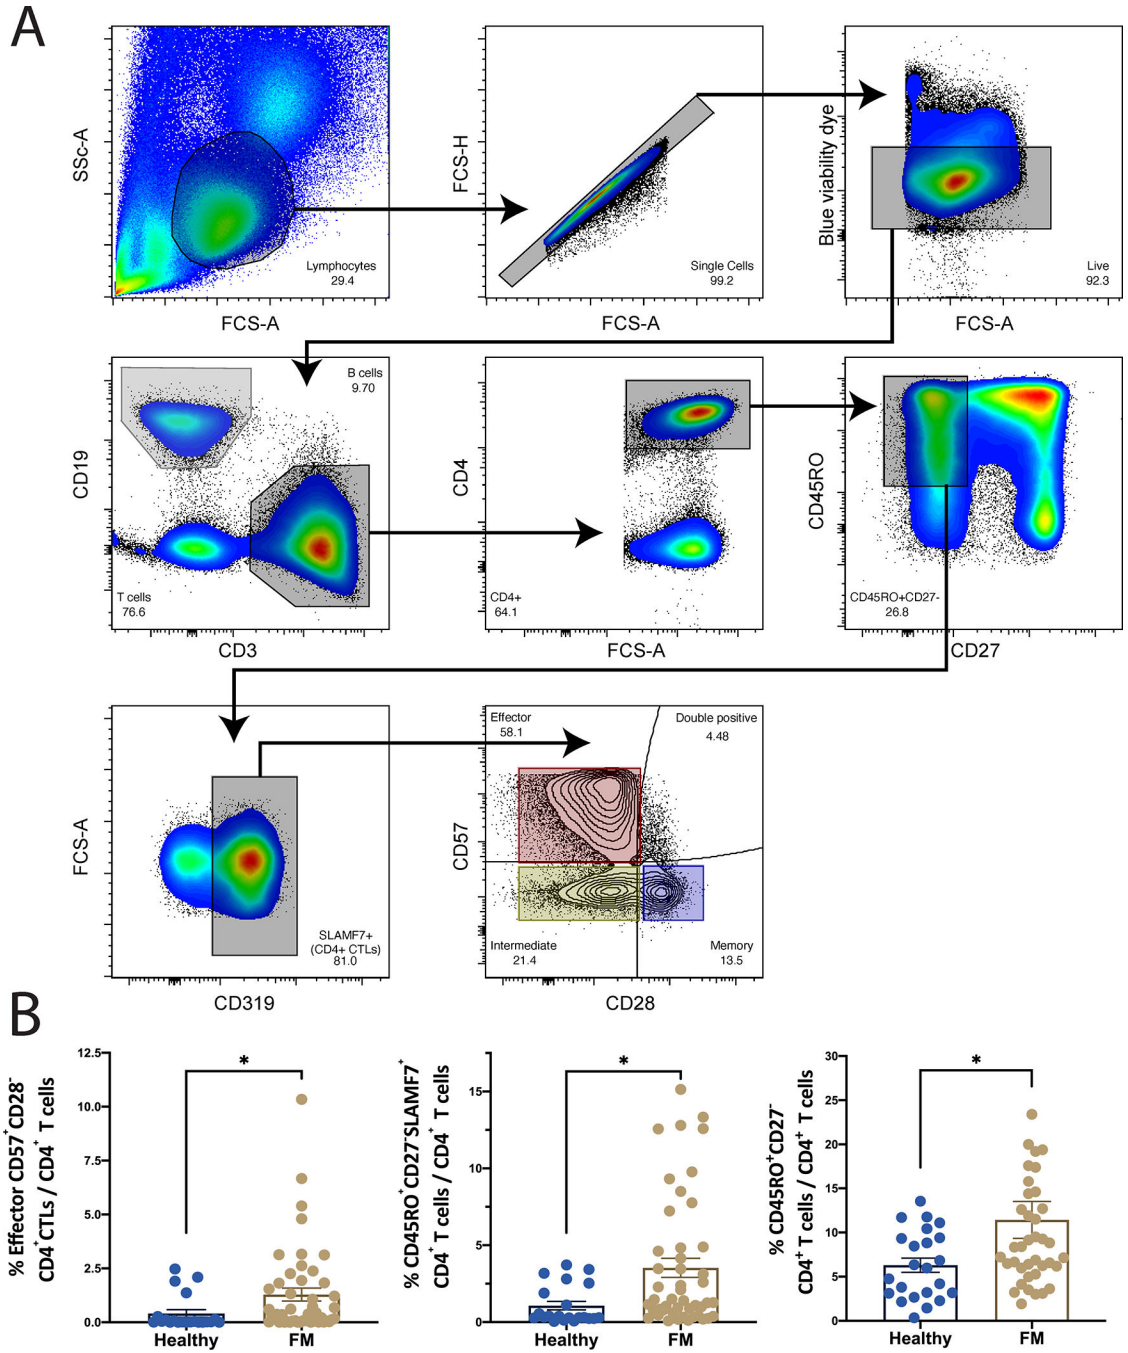 A
SSc-A
Lymphocytes
29.4
FCS-A
FCS-H
Single Cells
99.2
FCS-A
Blue viability dye
Live
92.3
FCS-A
CD19
B cells
9.70
T cells
76.6
CD3
CD4
CD4+
64.1
FCS-A
CD45RO
CD45RO+CD27-
26.8
CD27
FCS-A
SLAMF7+
(CD4+ CTLs)
81.0
CD319
CD57
Effector
58.1
Double positive
4.48
Intermediate
21.4
Memory
13.5
CD28
B
% Effector CD57⁺CD28⁻
CD4⁺CTLs / CD4⁺ T cells
12.5
10.0
7.5
5.0
2.5
0.0
*
Healthy
FM
% CD45RO⁺CD27⁻SLAMF7⁺
CD4⁺ T cells / CD4⁺ T cells
15
10
5
0
*
Healthy
FM
% CD45RO⁺CD27⁻
CD4⁺ T cells / CD4⁺ T cells
30
25
20
15
10
5
0
*
Healthy
FM